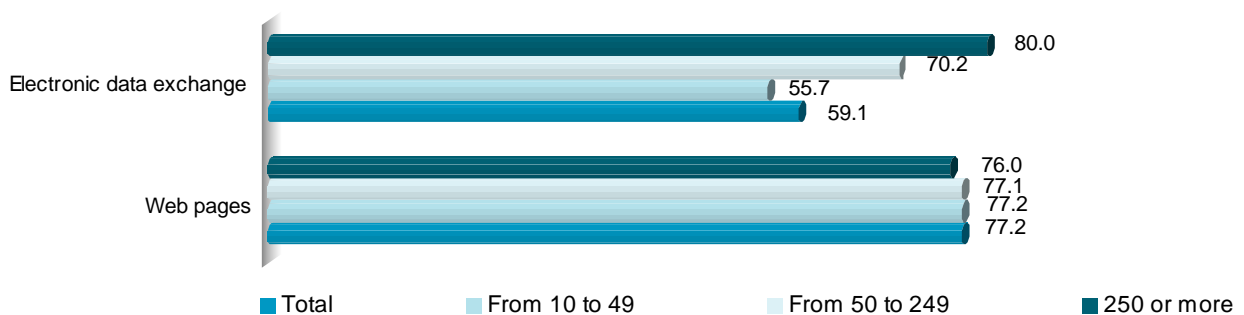 80.0
70.2
Electronic data exchange
55.7
59.1
76.0
77.1
Web pages
77.2
77.2
Total From 10 to 49 From 50 to 249 250 or more